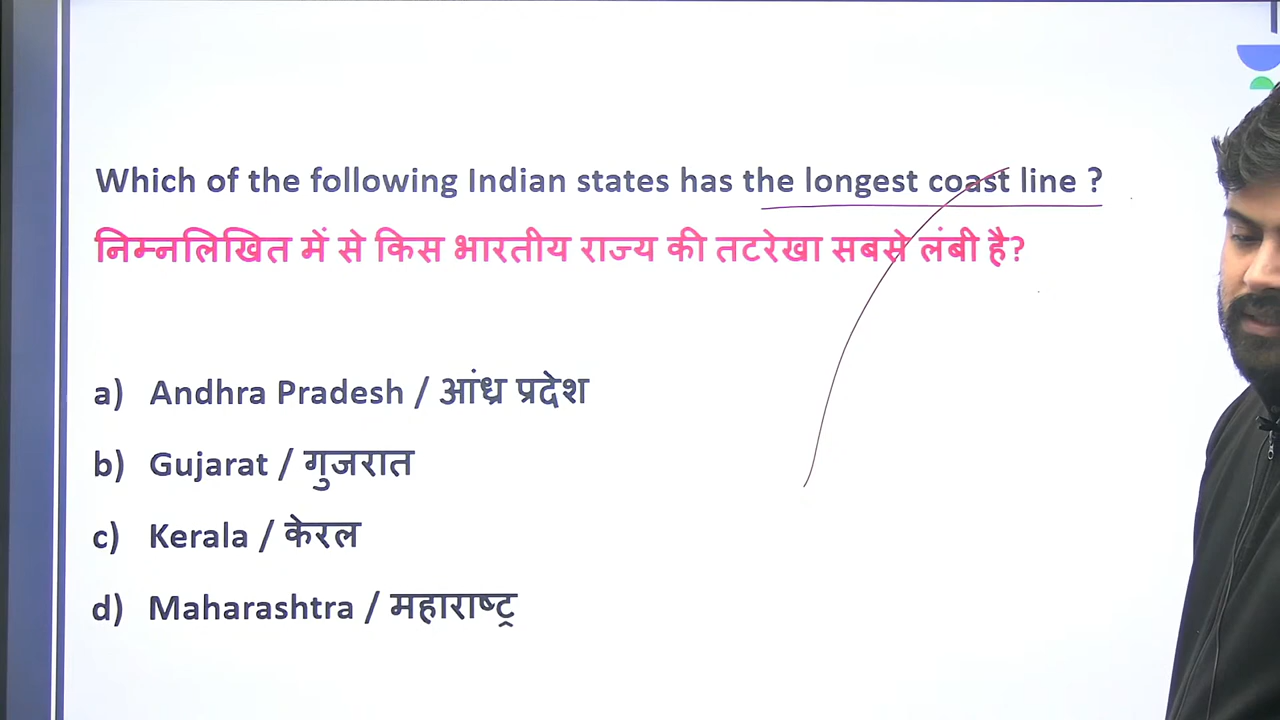 Which of the following Indian states has the longest coast line ?
निम्नलिखित में से किस भारतीय राज्य की तटरेखा सबसे लंबी है?
a) Andhra Pradesh / आंध्र प्रदेश
b) Gujarat / गुजरात
c) Kerala / केरल
d) Maharashtra / महाराष्ट्र